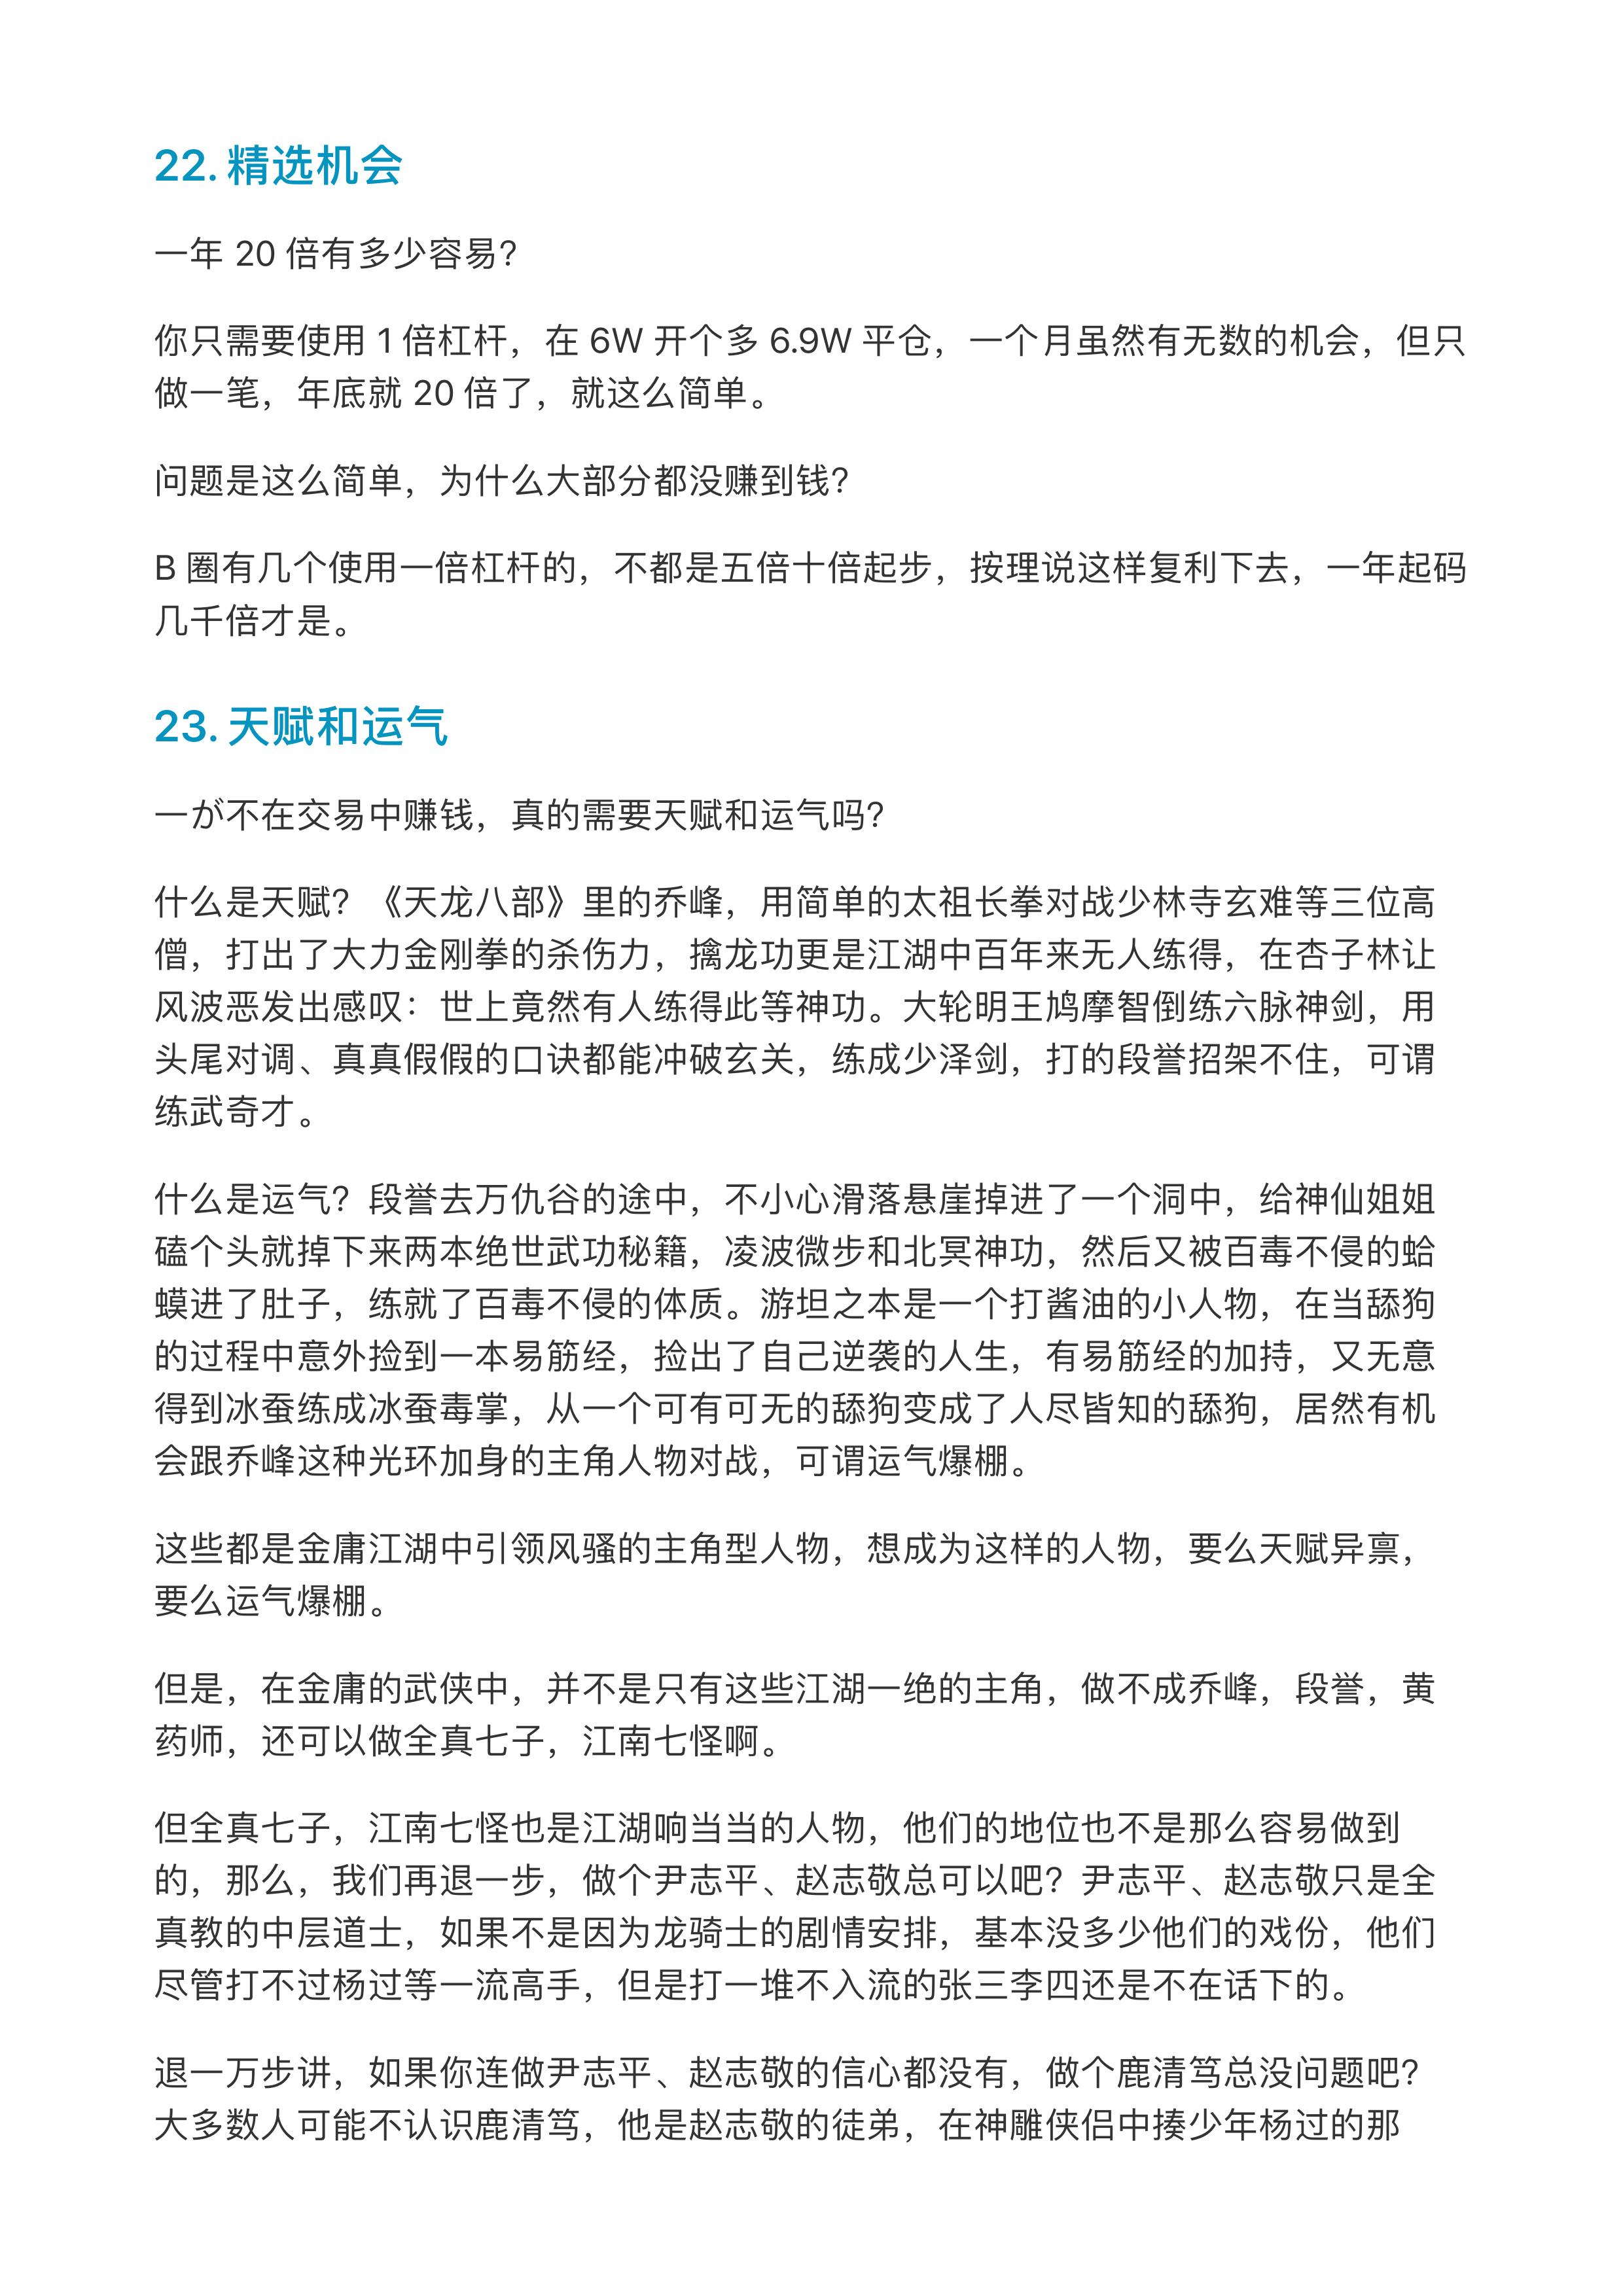 22. 精选机会
一年 20 倍有多少容易?
你只需要使用 1 倍杠杆，在 6W 开个多 6.9W 平仓，一个月虽然有无数的机会，但只
做一笔，年底就 20 倍了，就这么简单。
问题是这么简单，为什么大部分都没赚到钱?
B 圈有几个使用一倍杠杆的，不都是五倍十倍起步，按理说这样复利下去，一年起码
几千倍才是。
23. 天赋和运气
一が不在交易中赚钱，真的需要天赋和运气吗?
什么是天赋? 《天龙八部》里的乔峰，用简单的太祖长拳对战少林寺玄难等三位高
僧，打出了大力金刚拳的杀伤力，擒龙功更是江湖中百年来无人练得，在杏子林让
风波恶发出感叹：世上竟然有人练得此等神功。大轮明王鸠摩智倒练六脉神剑，用
头尾对调、真真假假的口诀都能冲破玄关，练成少泽剑，打的段誉招架不住，可谓
练武奇才。
什么是运气? 段誉去万仇谷的途中，不小心滑落悬崖掉进了一个洞中，给神仙姐姐
磕个头就掉下来两本绝世武功秘籍，凌波微步和北冥神功，然后又被百毒不侵的蛤
蟆进了肚子，练就了百毒不侵的体质。游坦之本是一个打酱油的小人物，在当舔狗
的过程中意外捡到一本易筋经，捡出了自己逆袭的人生，有易筋经的加持，又无意
得到冰蚕练成冰蚕毒掌，从一个可有可无的舔狗变成了人尽皆知的舔狗，居然有机
会跟乔峰这种光环加身的主角人物对战，可谓运气爆棚。
这些都是金庸江湖中引领风骚的主角型人物，想成为这样的人物，要么天赋异禀，
要么运气爆棚。
但是，在金庸的武侠中，并不是只有这些江湖一绝的主角，做不成乔峰，段誉，黄
药师，还可以做全真七子，江南七怪啊。
但全真七子，江南七怪也是江湖响当当的人物，他们的地位也不是那么容易做到
的，那么，我们再退一步，做个尹志平、赵志敬总可以吧? 尹志平、赵志敬只是全
真教的中层道士，如果不是因为龙骑士的剧情安排，基本没多少他们的戏份，他们
尽管打不过杨过等一流高手，但是打一堆不入流的张三李四还是不在话下的。
退一万步讲，如果你连做尹志平、赵志敬的信心都没有，做个鹿清笃总没问题吧?
大多数人可能不认识鹿清笃，他是赵志敬的徒弟，在神雕侠侣中揍少年杨过的那